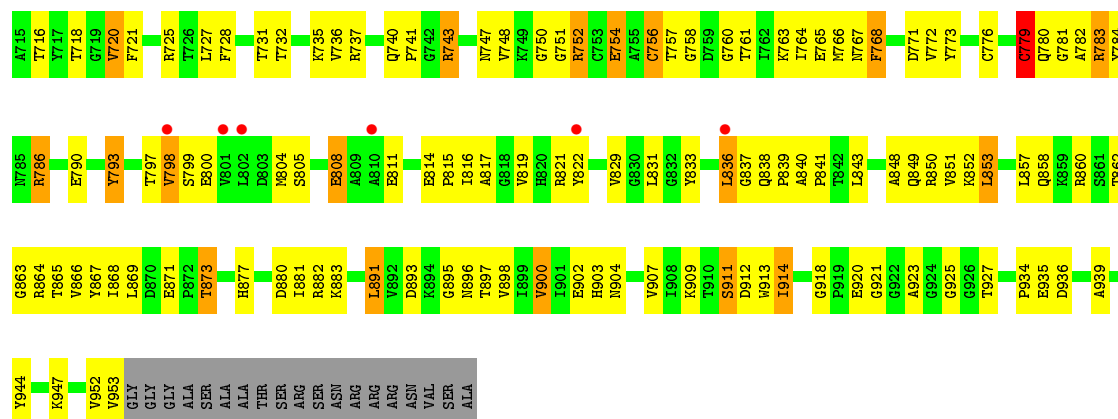 A715 T716 Y717 T718 G719 V720 F721 R725 T726 L727 F728 T731 T732 K735 V736 R737 Q740 P741 G742 R743 N747 V748 K749 G750 G751 R752 C753 E754 A755 C756 T757 G758 D759 G760 T761 I762 K763 I764 E765 M766 N767 F768 D771 V772 Y773 C776 C779 Q780 G781 A782 R783 Y784
N785 R786 E790 Y793 T797 V798 S799 E800 V801 L802 D803 M804 S805 E808 A809 A810 E811 E814 P815 I816 A817 G818 V819 H820 R821 Y822 V829 G830 L831 G832 Y833 L836 G837 Q838 P839 A840 P841 T842 L843 A848 Q849 R850 V851 K852 L853 L857 Q858 K859 R860 S861 T862
G863 R864 T865 V866 Y867 I868 L869 D870 E871 P872 T873 H877 D880 I881 R882 K883 L891 V892 D893 K894 G895 N896 T897 V898 I899 V900 I901 E902 H903 N904 V907 I908 K909 T910 S911 D912 W913 I914 G918 P919 E920 G921 G922 A923 G924 G925 G926 T927 P934 E935 D936 A939
Y944 K947 V952 V953 GLY GLY GLY ALA SER ALA ALA THR SER ARG SER ASN ARG ARG ARG ASN VAL SER ALA